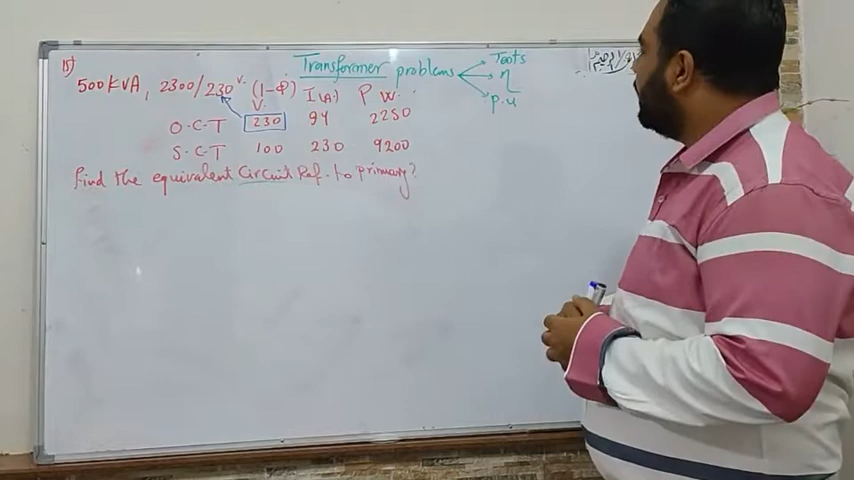 Transformer problems
Tests
η
p.u
1st)
500 KVA, 2300/230 V. (1-Φ)
V. I(A) P W.
O.C.T 230 94 2250
S.C.T 100 230 9200
Find the equivalent Circuit Ref. to primary?